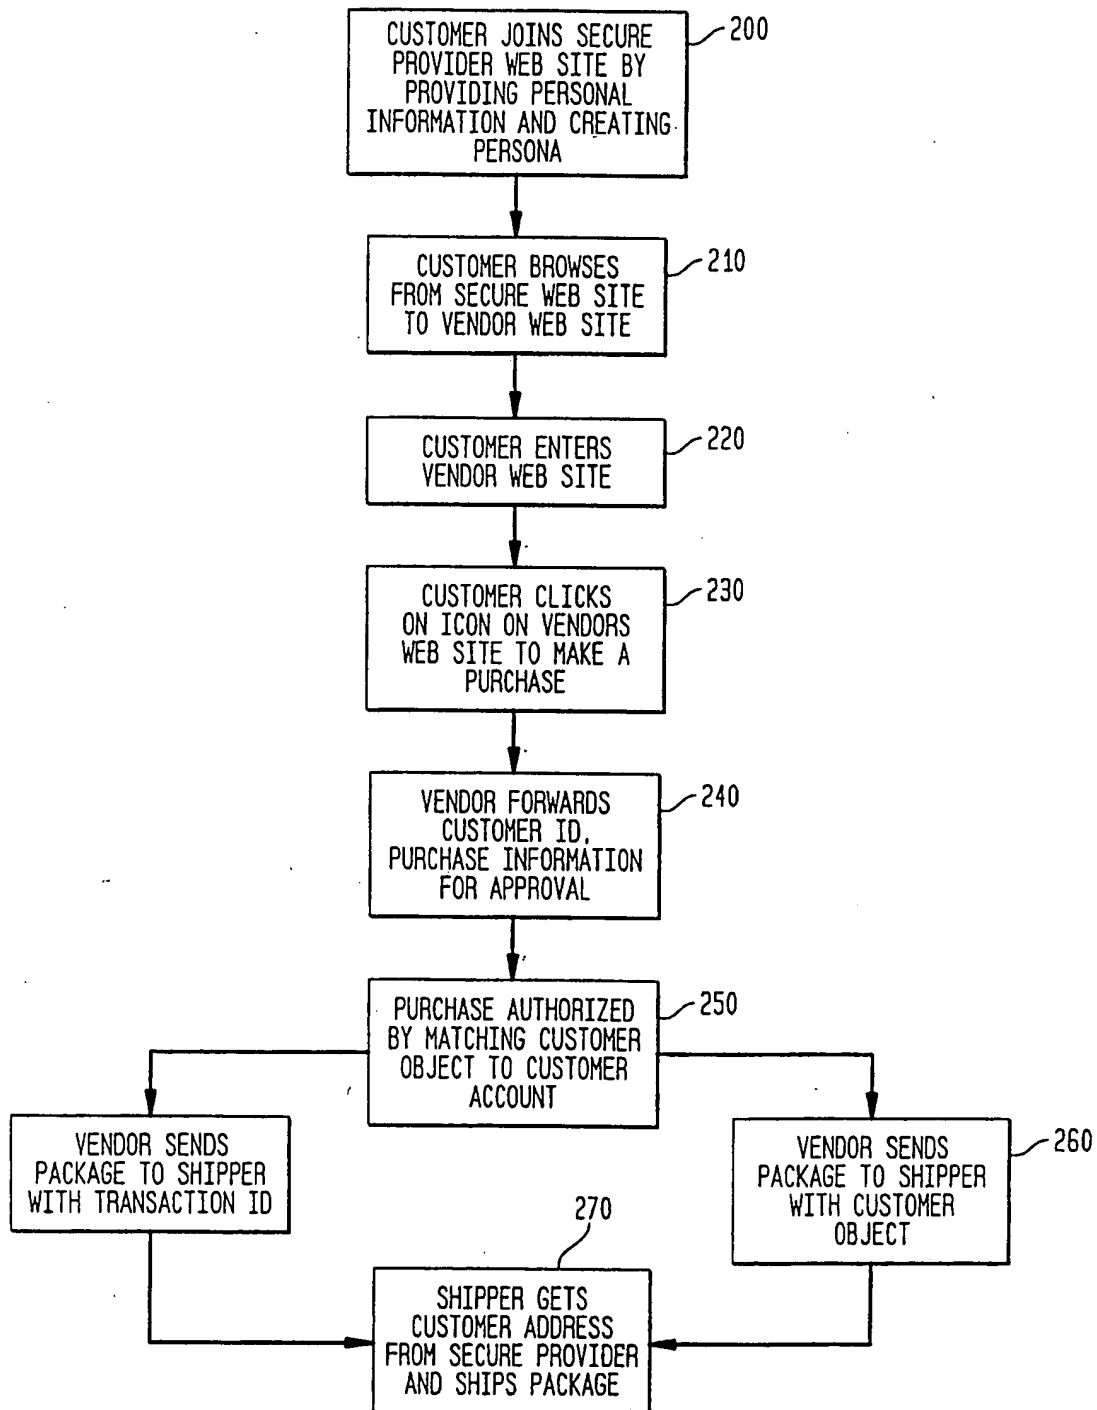 CUSTOMER JOINS SECURE
PROVIDER WEB SITE BY
PROVIDING PERSONAL
INFORMATION AND CREATING
PERSONA
200
CUSTOMER BROWSES
FROM SECURE WEB SITE
TO VENDOR WEB SITE
210
CUSTOMER ENTERS
VENDOR WEB SITE
220
CUSTOMER CLICKS
ON ICON ON VENDORS
WEB SITE TO MAKE A
PURCHASE
230
VENDOR FORWARDS
CUSTOMER ID,
PURCHASE INFORMATION
FOR APPROVAL
240
PURCHASE AUTHORIZED
BY MATCHING CUSTOMER
OBJECT TO CUSTOMER
ACCOUNT
250
VENDOR SENDS
PACKAGE TO SHIPPER
WITH TRANSACTION ID
VENDOR SENDS
PACKAGE TO SHIPPER
WITH CUSTOMER
OBJECT
260
270
SHIPPER GETS
CUSTOMER ADDRESS
FROM SECURE PROVIDER
AND SHIPS PACKAGE